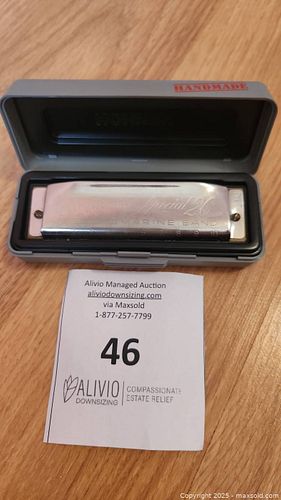 HANDMADE
HOHNER
Special 20
MARINE BAND
Alivio Managed Auction
aliviodownsizing.com
via Maxsold
1-877-257-7799
46
ALIVIO
DOWNSIZING
COMPASSIONATE
ESTATE RELIEF
Copyright 2025 - maxsold.com